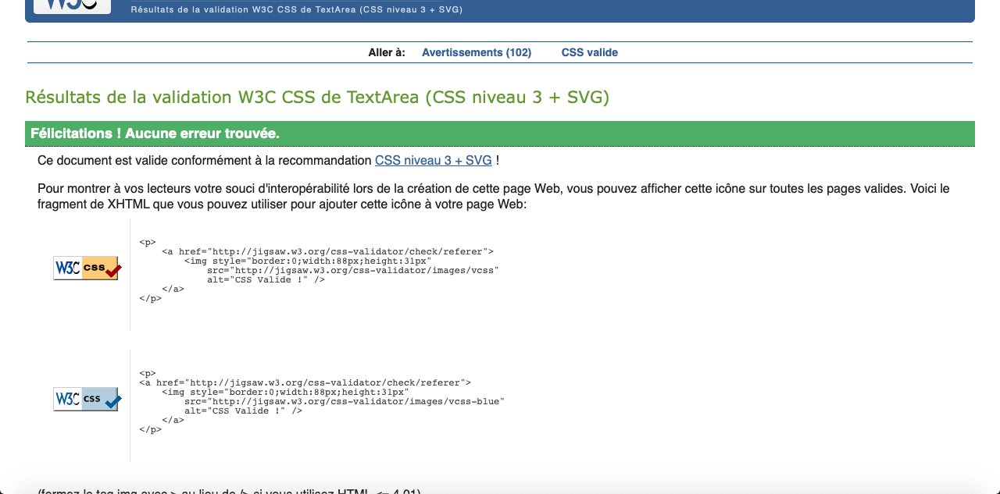 W3C
Résultats de la validation W3C CSS de TextArea (CSS niveau 3 + SVG)
Aller à: Avertissements (102) CSS valide
Résultats de la validation W3C CSS de TextArea (CSS niveau 3 + SVG)
Félicitations ! Aucune erreur trouvée.
Ce document est valide conformément à la recommandation CSS niveau 3 + SVG !
Pour montrer à vos lecteurs votre souci d'interopérabilité lors de la création de cette page Web, vous pouvez afficher cette icône sur toutes les pages valides. Voici le
fragment de XHTML que vous pouvez utiliser pour ajouter cette icône à votre page Web:
W3C CSS
<p>
<a href="http://jigsaw.w3.org/css-validator/check/referer">
<img style="border:0;width:88px;height:31px"
src="http://jigsaw.w3.org/css-validator/images/vcss"
alt="CSS Valide !" />
</a>
</p>
W3C CSS
<p>
<a href="http://jigsaw.w3.org/css-validator/check/referer">
<img style="border:0;width:88px;height:31px"
src="http://jigsaw.w3.org/css-validator/images/vcss-blue"
alt="CSS Valide !" />
</a>
</p>
(fermez le tag img avec > au lieu de /> si vous utilisez HTML <= 4.01)